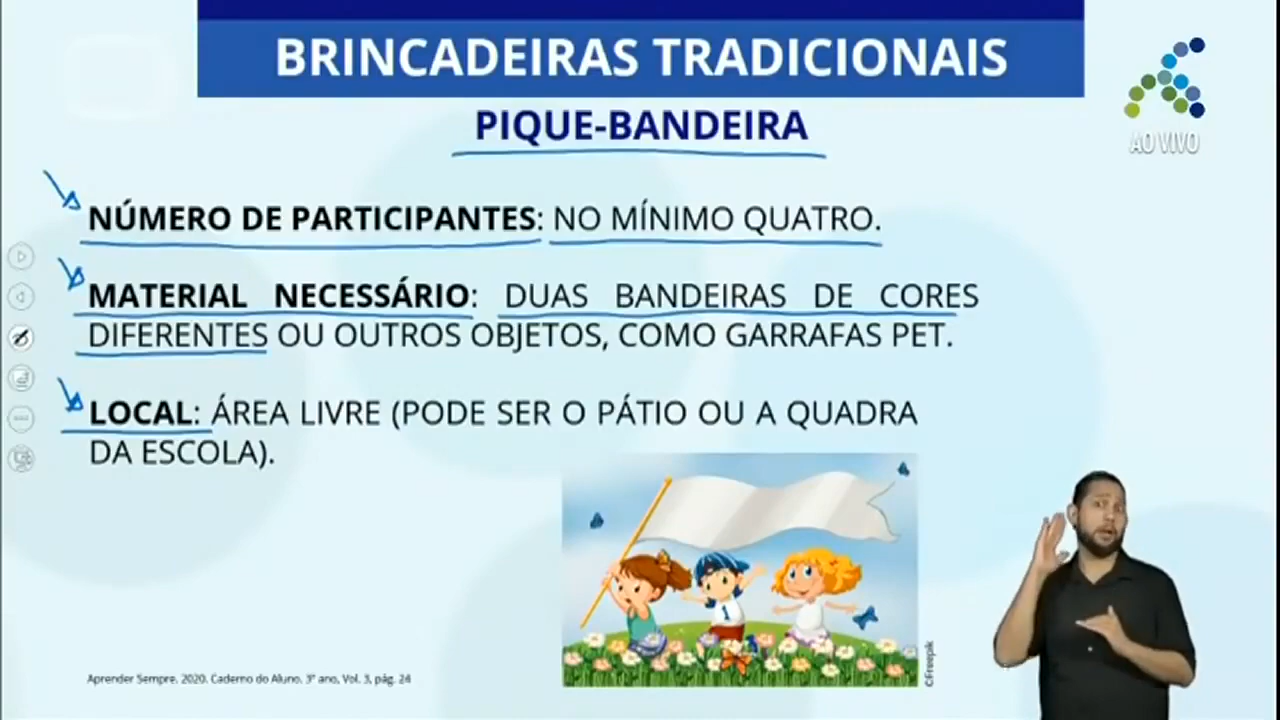 BRINCADEIRAS TRADICIONAIS
AO VIVO
PIQUE-BANDEIRA
NÚMERO DE PARTICIPANTES: NO MÍNIMO QUATRO.
MATERIAL NECESSÁRIO: DUAS BANDEIRAS DE CORES
DIFERENTES OU OUTROS OBJETOS, COMO GARRAFAS PET.
LOCAL: ÁREA LIVRE (PODE SER O PÁTIO OU A QUADRA
DA ESCOLA).
1
©Freepik
Aprender Sempre. 2020. Caderno do Aluno. 3º ano, Vol. 3, pág. 24